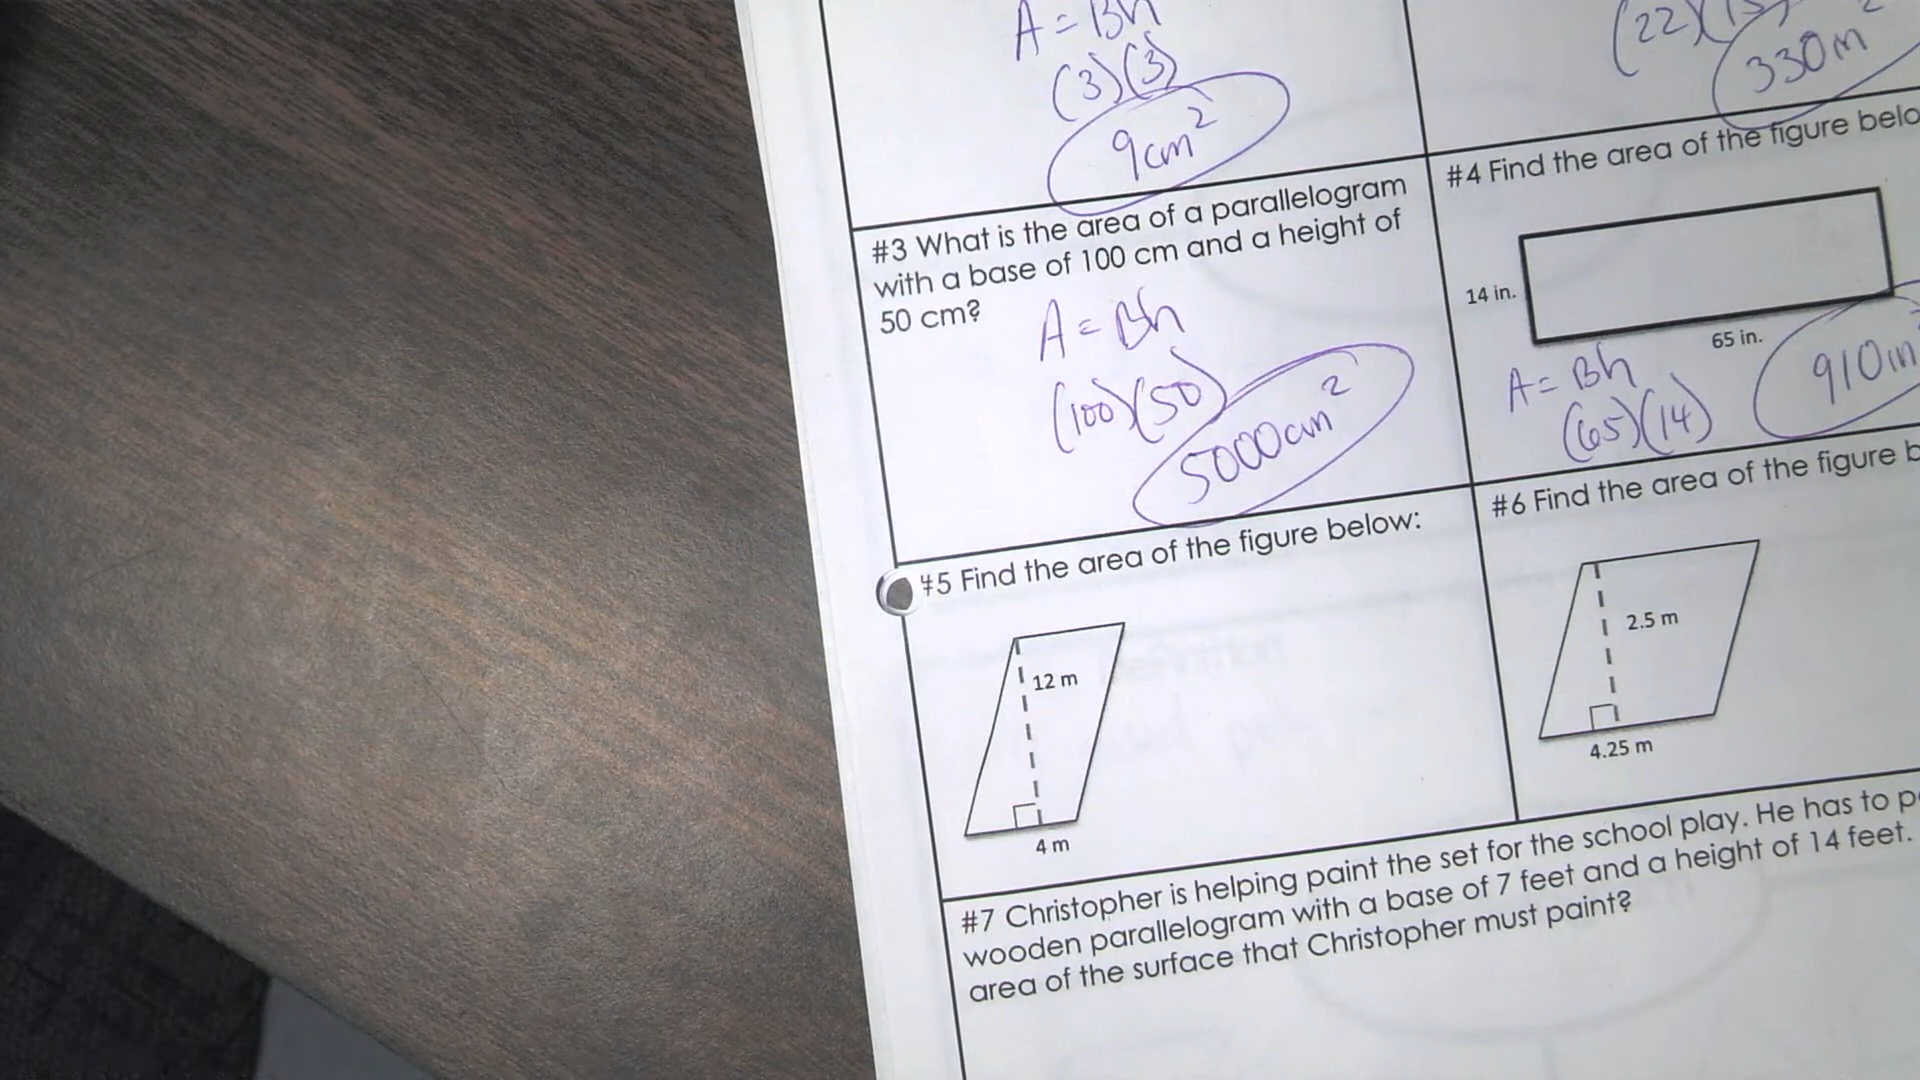 A = Bh
(3)(3)
9cm²
(22)(15)
330m²
#3 What is the area of a parallelogram
with a base of 100 cm and a height of
50 cm?
A = Bh
(100)(50)
5000cm²
#4 Find the area of the figure belo
14 in.
65 in.
A = Bh
(65)(14)
910in
#5 Find the area of the figure below:
12 m
4 m
#6 Find the area of the figure b
2.5 m
4.25 m
#7 Christopher is helping paint the set for the school play. He has to p
wooden parallelogram with a base of 7 feet and a height of 14 feet.
area of the surface that Christopher must paint?